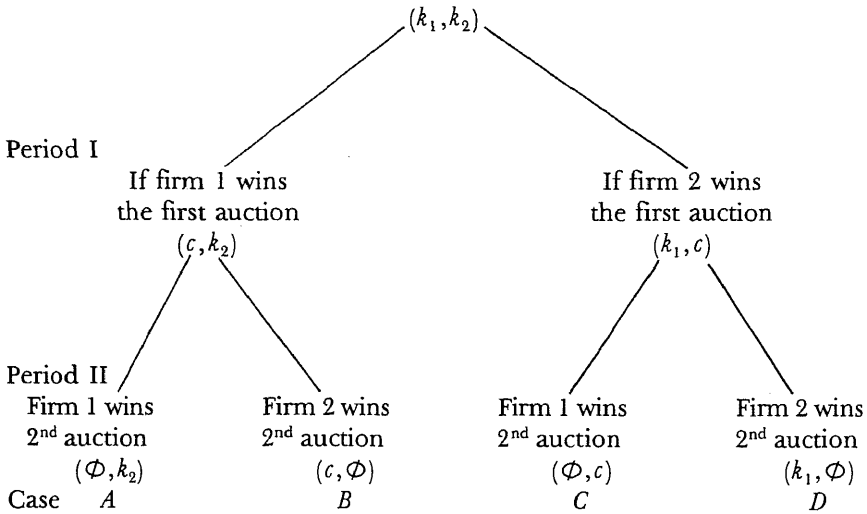 (k₁,k₂)
Period I
If firm 1 wins
the first auction
(c,k₂)
If firm 2 wins
the first auction
(k₁,c)
Period II
Firm 1 wins
2nd auction
(Φ,k₂)
Firm 2 wins
2nd auction
(c,Φ)
Firm 1 wins
2nd auction
(Φ,c)
Firm 2 wins
2nd auction
(k₁,Φ)
Case A B C D